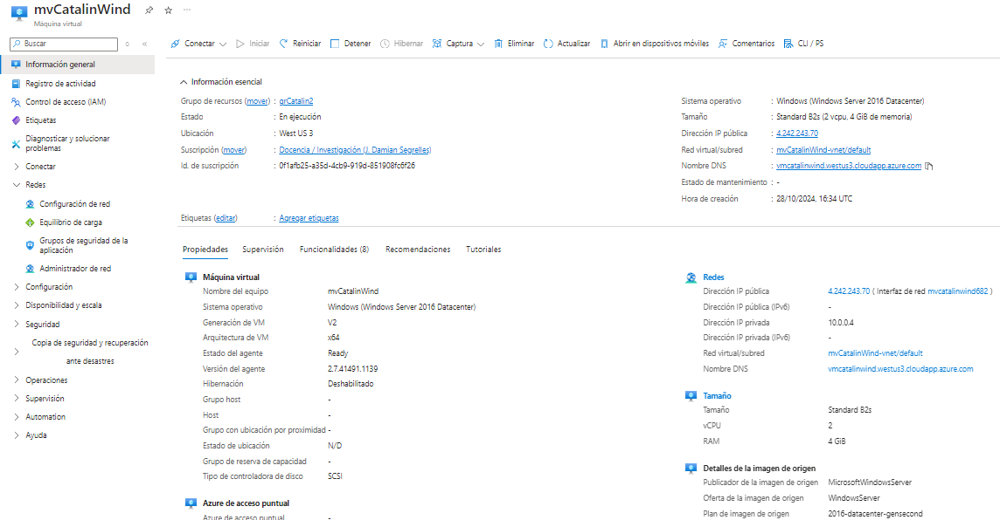 mvCatalinWind
Máquina virtual
Buscar
Información general
Registro de actividad
Control de acceso (IAM)
Etiquetas
Diagnosticar y solucionar
problemas
Conectar
Redes
Configuración de red
Equilibrio de carga
Grupos de seguridad de la
aplicación
Administrador de red
Configuración
Disponibilidad y escala
Seguridad
Copia de seguridad y recuperación
ante desastres
Operaciones
Supervisión
Automation
Ayuda
Conectar Iniciar Reiniciar Detener Hibernar Captura Eliminar Actualizar Abrir en dispositivos móviles Comentarios CLI / PS
Información esencial
Grupo de recursos (mover) : grCatalin2
Estado : En ejecución
Ubicación : West US 3
Suscripción (mover) : Docencia / Investigación (J. Damian Segrelles)
Id. de suscripción : 0f1afb25-a35d-4cb9-919d-851908fc6f26
Sistema operativo : Windows (Windows Server 2016 Datacenter)
Tamaño : Standard B2s (2 vcpu, 4 GiB de memoria)
Dirección IP pública : 4.242.243.70
Red virtual/subred : mvCatalinWind-vnet/default
Nombre DNS : vmcatalinwind.westus3.cloudapp.azure.com
Estado de mantenimiento : -
Hora de creación : 28/10/2024, 16:34 UTC
Etiquetas (editar) : Agregar etiquetas
Propiedades Supervisión Funcionalidades (8) Recomendaciones Tutoriales
Máquina virtual
Nombre del equipo mvCatalinWind
Sistema operativo Windows (Windows Server 2016 Datacenter)
Generación de VM V2
Arquitectura de VM x64
Estado del agente Ready
Versión del agente 2.7.41491.1139
Hibernación Deshabilitado
Grupo host -
Host -
Grupo con ubicación por proximidad -
Estado de ubicación N/D
Grupo de reserva de capacidad -
Tipo de controladora de disco SCSI
Azure de acceso puntual
Azure de acceso puntual -
Redes
Dirección IP pública 4.242.243.70 ( Interfaz de red mvcatalinwind682 )
Dirección IP pública (IPv6) -
Dirección IP privada 10.0.0.4
Dirección IP privada (IPv6) -
Red virtual/subred mvCatalinWind-vnet/default
Nombre DNS vmcatalinwind.westus3.cloudapp.azure.com
Tamaño
Tamaño Standard B2s
vCPU 2
RAM 4 GiB
Detalles de la imagen de origen
Publicador de la imagen de origen MicrosoftWindowsServer
Oferta de la imagen de origen WindowsServer
Plan de imagen de origen 2016-datacenter-gensecond